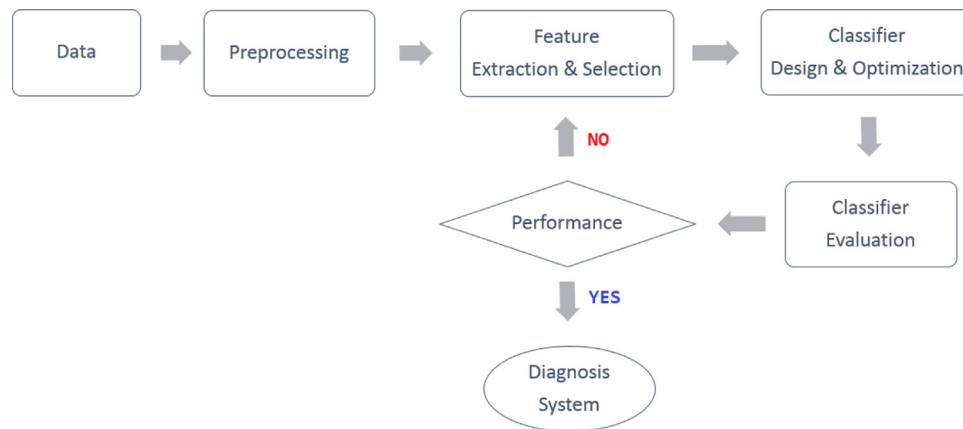 Data
Preprocessing
Feature
Extraction & Selection
Classifier
Design & Optimization
NO
Performance
Classifier
Evaluation
YES
Diagnosis
System